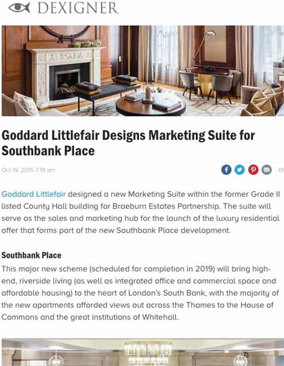 DEXIGNER
Goddard Littlefair Designs Marketing Suite for
Southbank Place
Oct 19, 2015 7:18 am
Goddard Littlefair designed a new Marketing Suite within the former Grade II
listed County Hall building for Braeburn Estates Partnership. The suite will
serve as the sales and marketing hub for the launch of the luxury residential
offer that forms part of the new Southbank Place development.
Southbank Place
This major new scheme (scheduled for completion in 2019) will bring high-
end, riverside living (as well as integrated office and commercial space and
affordable housing) to the heart of London's South Bank, with the majority of
the new apartments afforded views out across the Thames to the House of
Commons and the great institutions of Whitehall.